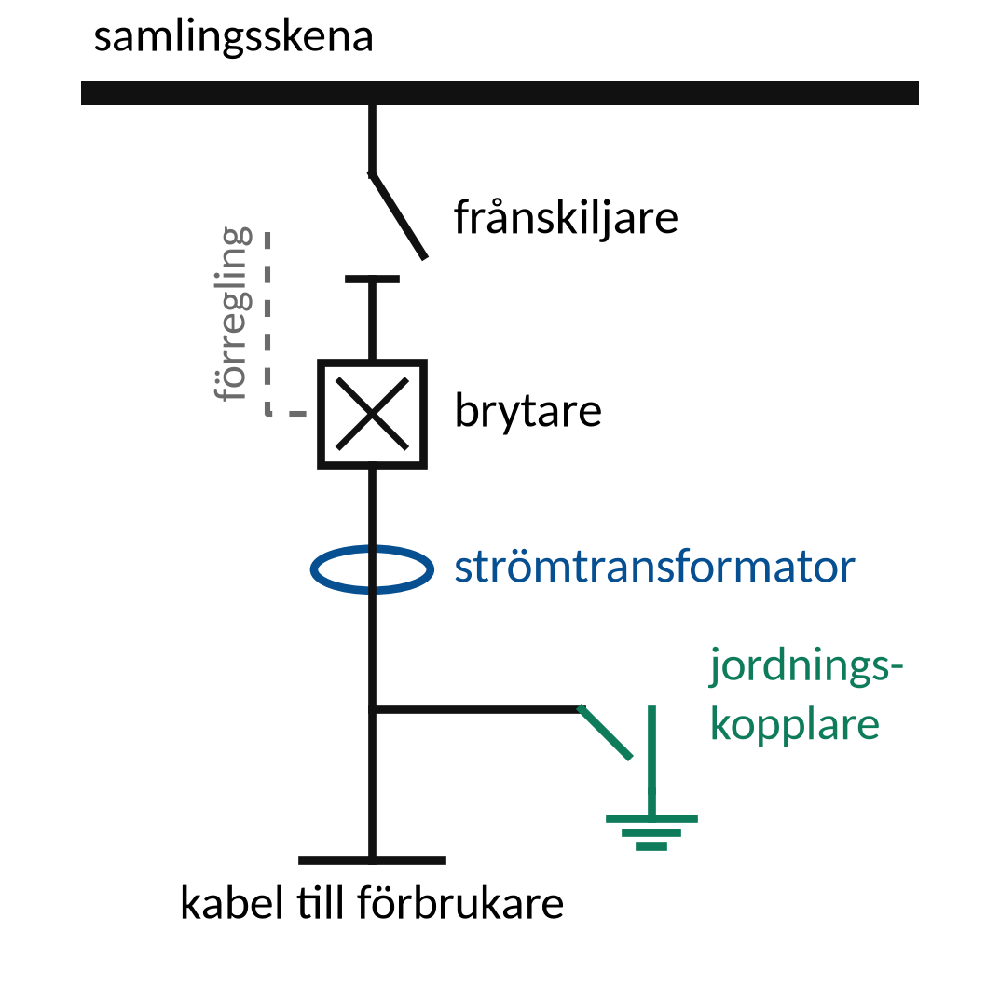 samlingsskena
frånskiljare
förregling
brytare
strömtransformator
jordnings-
kopplare
kabel till förbrukare